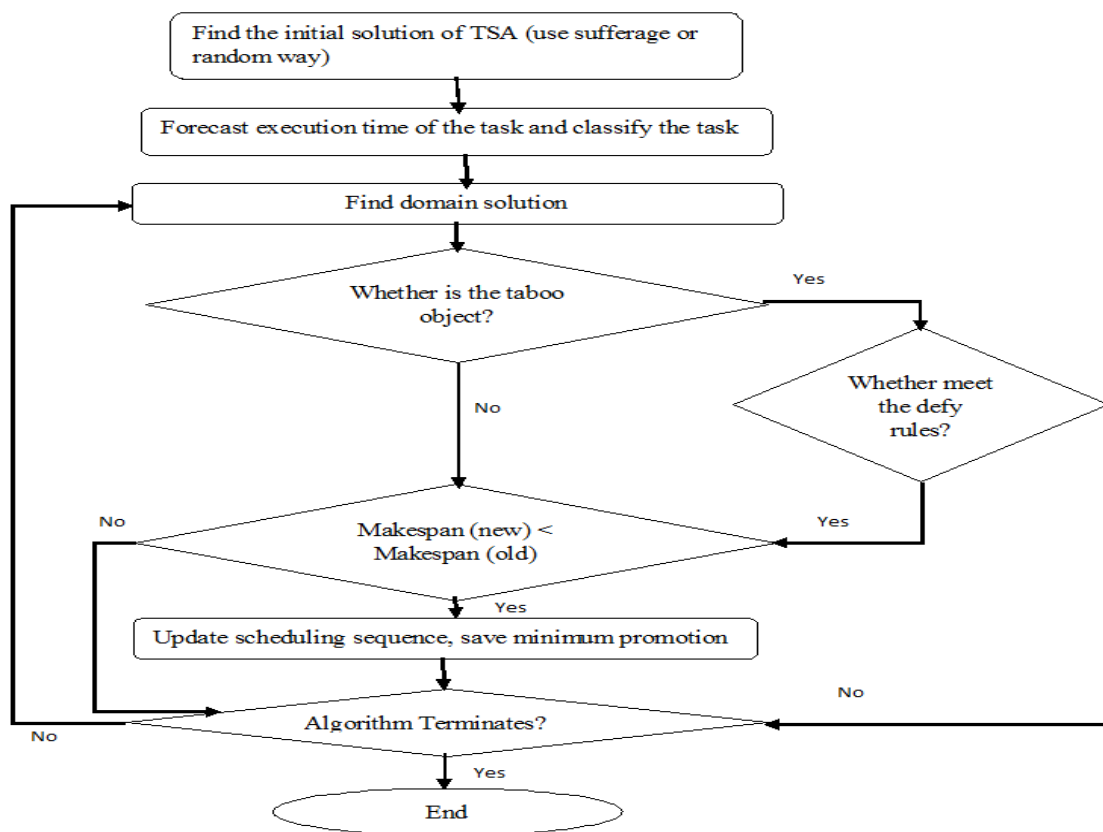 Find the initial solution of TSA (use sufferage or
random way)
Forecast execution time of the task and classify the task
Find domain solution
Whether is the taboo
object?
Yes
Whether meet
the defy
rules?
No
No
Makespan (new) <
Makespan (old)
Yes
Yes
Update scheduling sequence, save minimum promotion
No
Algorithm Terminates?
No
Yes
End